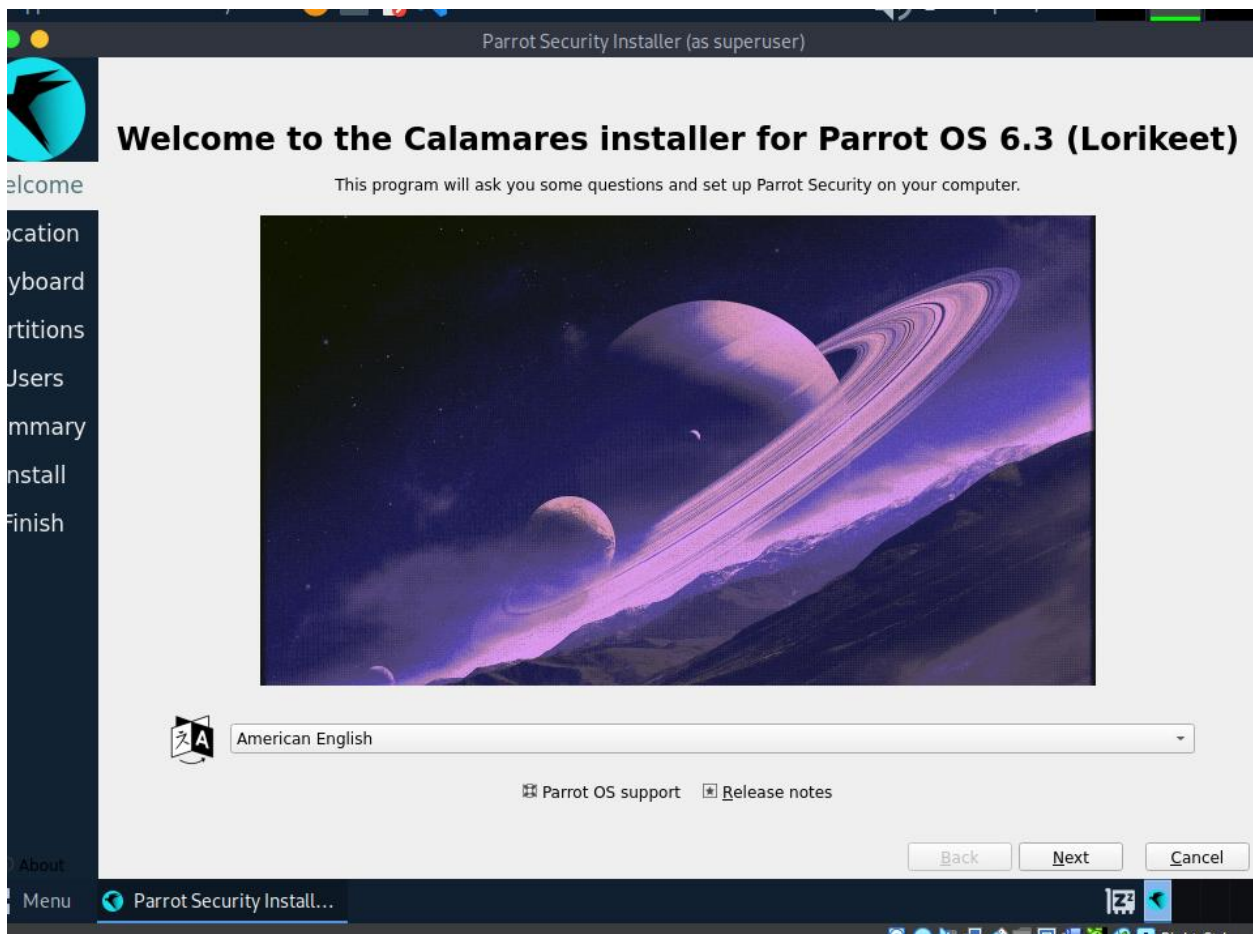 Parrot Security Installer (as superuser)
Welcome to the Calamares installer for Parrot OS 6.3 (Lorikeet)
elcome
This program will ask you some questions and set up Parrot Security on your computer.
ocation
yboard
rtitions
Users
mmary
nstall
Finish
American English
Parrot OS support Release notes
About
Back Next Cancel
Menu Parrot Security Install...